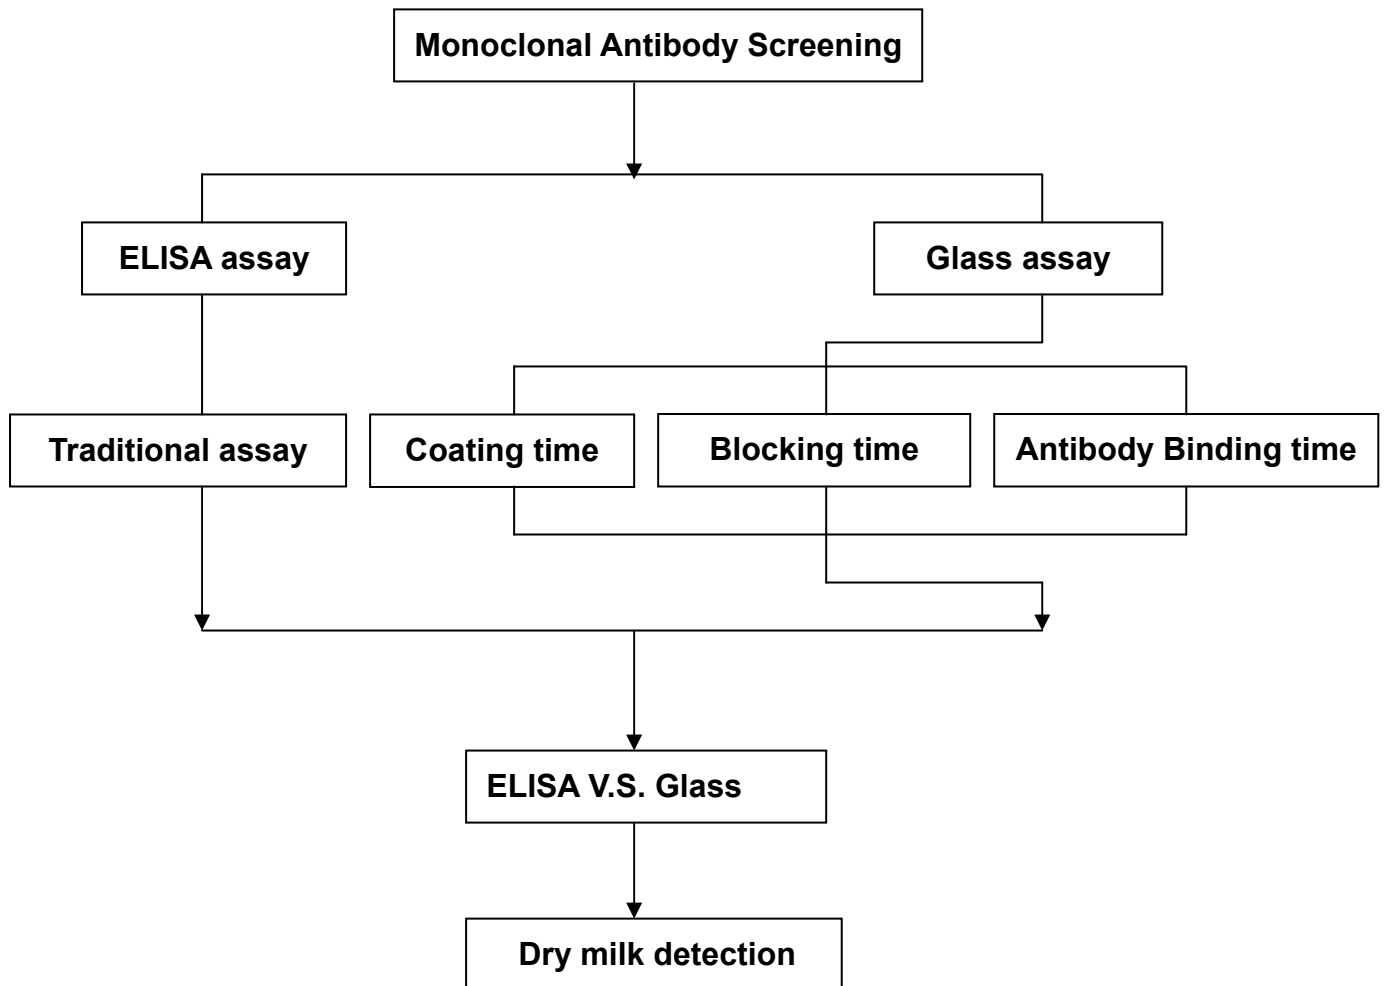 Monoclonal Antibody Screening
ELISA assay
Glass assay
Traditional assay
Coating time
Blocking time
Antibody Binding time
ELISA V.S. Glass
Dry milk detection